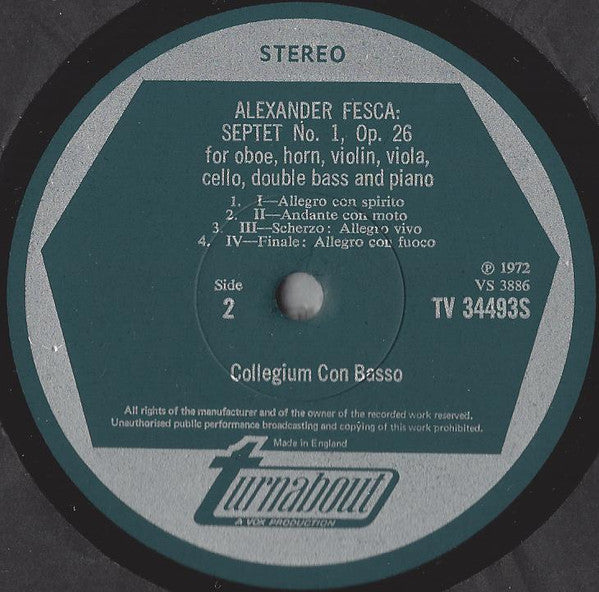 STEREO
ALEXANDER FESCA:
SEPTET No. 1, Op. 26
for oboe, horn, violin, viola,
cello, double bass and piano
1. I—Allegro con spirito
2. II—Andante con moto
3. III—Scherzo: Allegro vivo
4. IV—Finale: Allegro con fuoco
Side
2
℗ 1972
VS 3886
TV 34493S
Collegium Con Basso
All rights of the manufacturer and of the owner of the recorded work reserved.
Unauthorised public performance broadcasting and copying of this work prohibited.
Made in England
turnabout
A VOX PRODUCTION